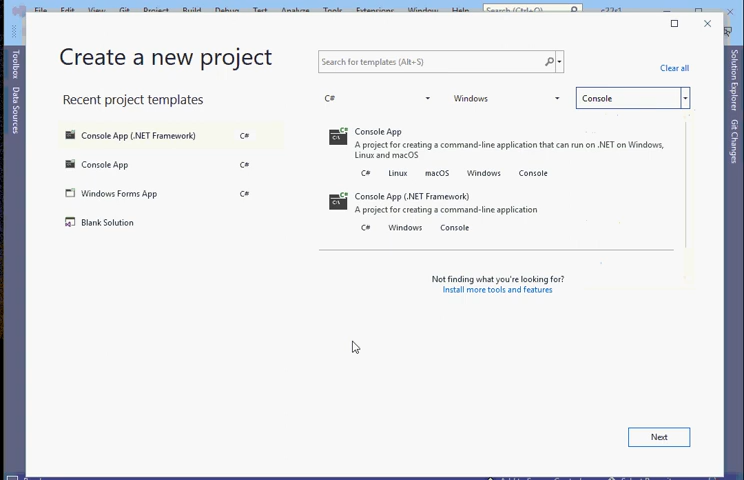 File Edit View Git Project Build Debug Test Analyze Tools Extensions Window Help Search (Ctrl+Q)
Create a new project
Search for templates (Alt+S)
Clear all
Recent project templates
C# Windows Console
Console App (.NET Framework) C#
Console App C#
Windows Forms App C#
Blank Solution
Console App
A project for creating a command-line application that can run on .NET on Windows,
Linux and macOS
C# Linux macOS Windows Console
Console App (.NET Framework)
A project for creating a command-line application
C# Windows Console
Not finding what you're looking for?
Install more tools and features
Next
Toolbox
Data Sources
Solution Explorer
Git Changes